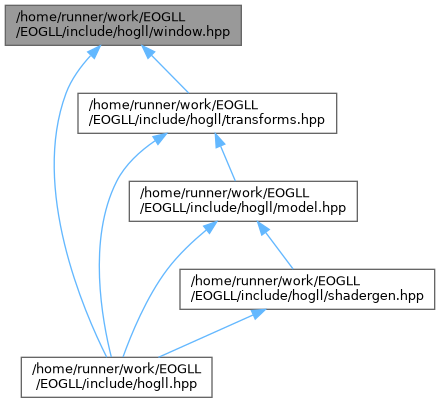 /home/runner/work/EOGLL
/EOGLL/include/hogll/window.hpp
/home/runner/work/EOGLL
/EOGLL/include/hogll/transforms.hpp
/home/runner/work/EOGLL
/EOGLL/include/hogll/model.hpp
/home/runner/work/EOGLL
/EOGLL/include/hogll/shadergen.hpp
/home/runner/work/EOGLL
/EOGLL/include/hogll.hpp